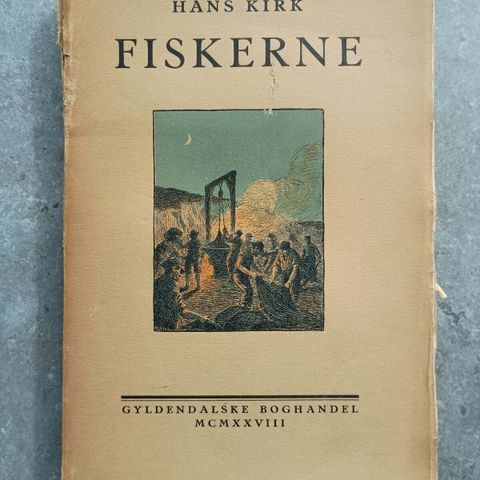 HANS KIRK
FISKERNE
GYLDENDALSKE BOGHANDEL
MCMXXVIII